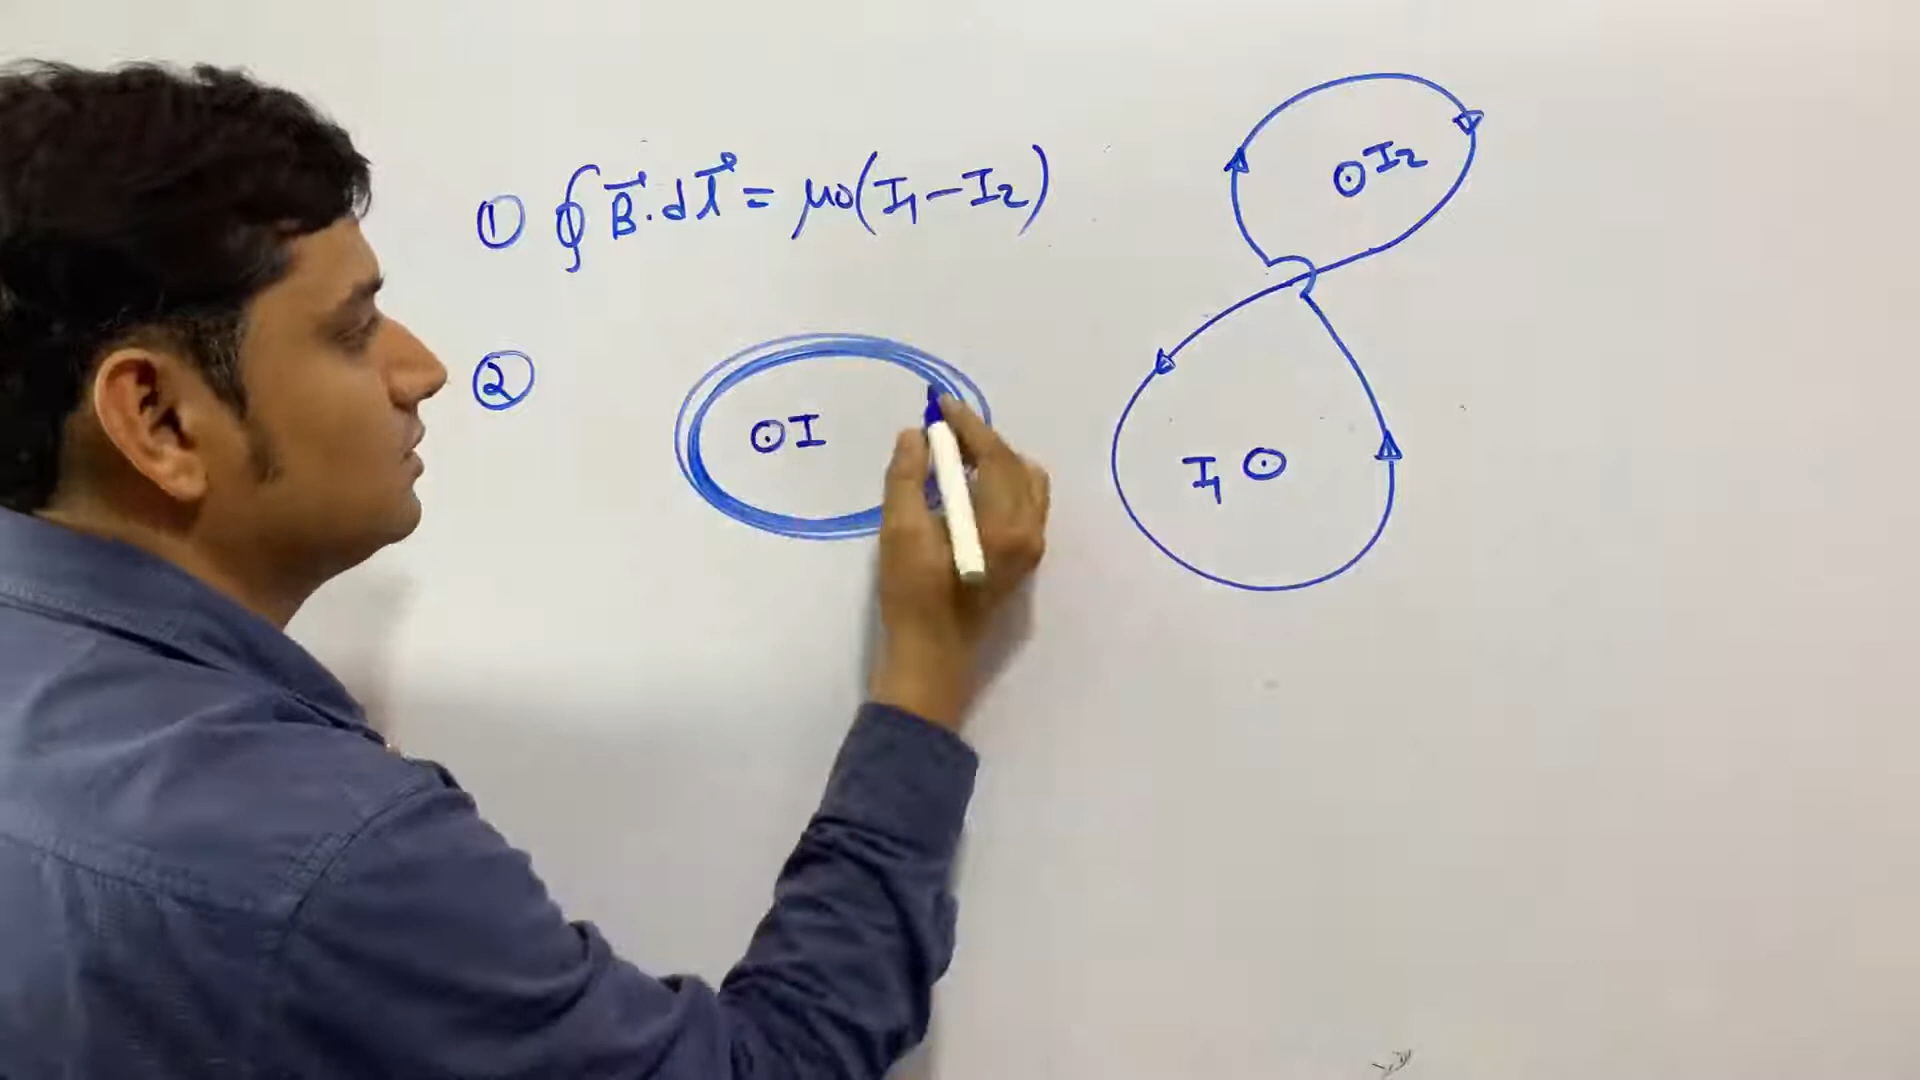 ① ∮ B⃗.dl⃗ = μ0(I1-I2)
⊙I2
②
⊙I
I1 ⊙